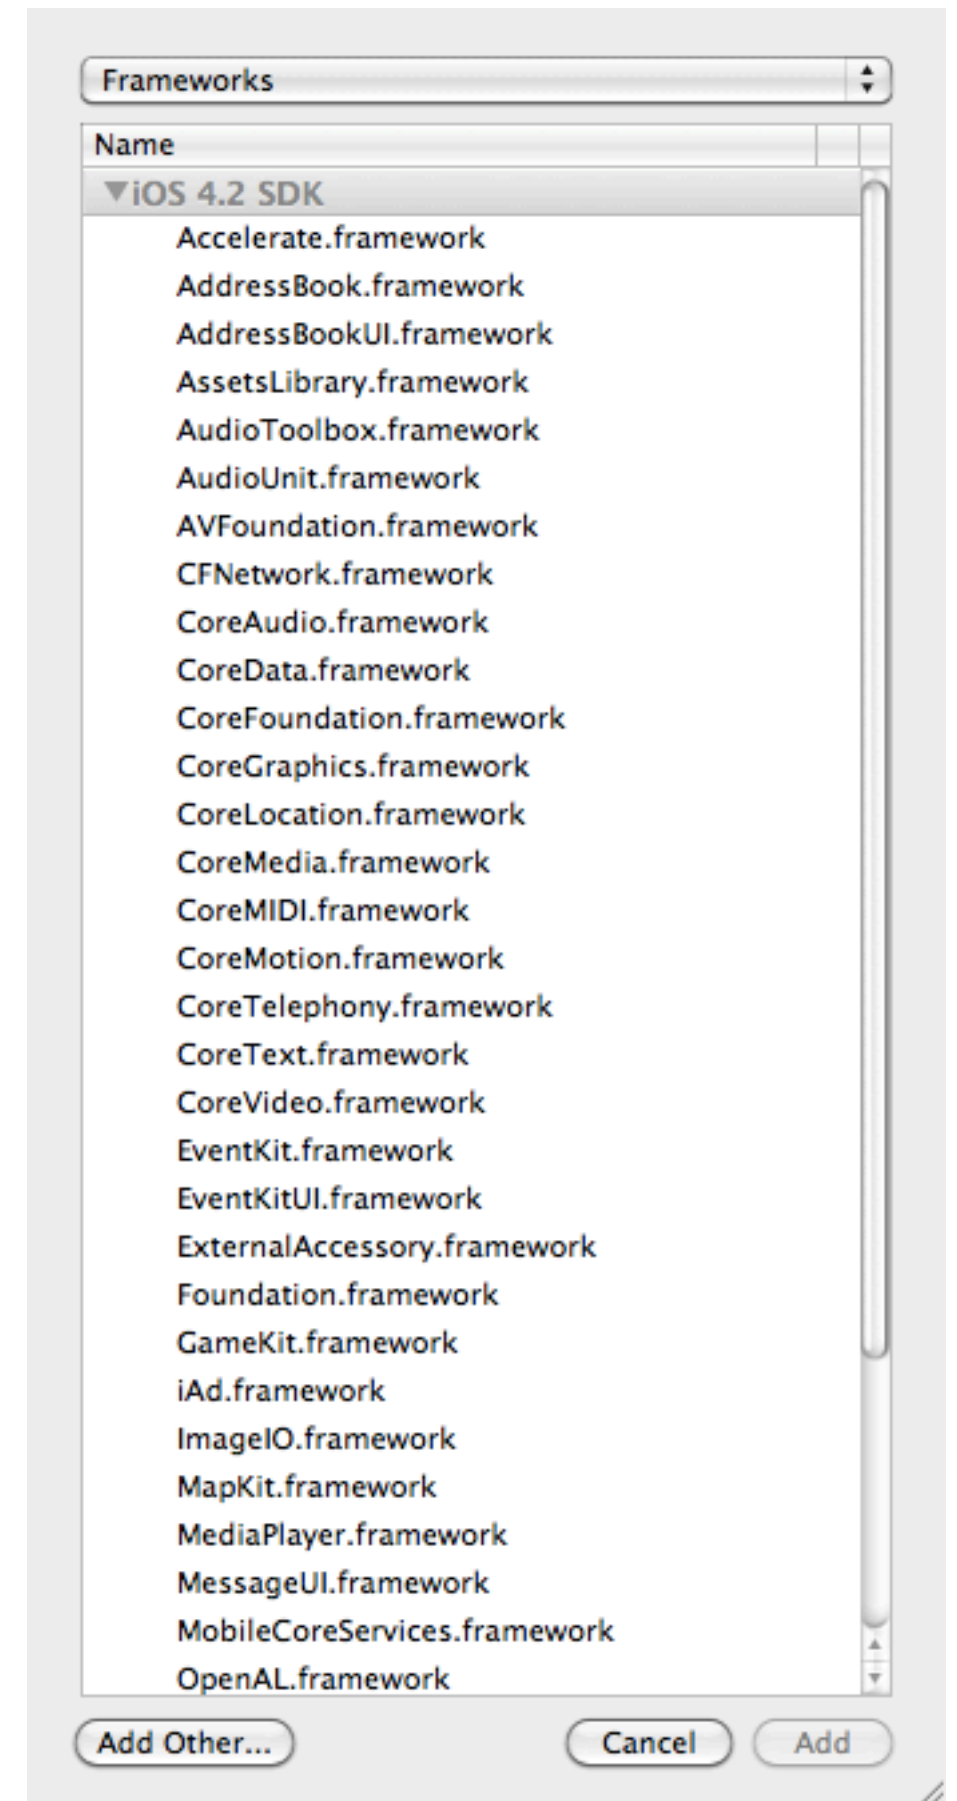 Frameworks
Name
iOS 4.2 SDK
Accelerate.framework
AddressBook.framework
AddressBookUI.framework
AssetsLibrary.framework
AudioToolbox.framework
AudioUnit.framework
AVFoundation.framework
CFNetwork.framework
CoreAudio.framework
CoreData.framework
CoreFoundation.framework
CoreGraphics.framework
CoreLocation.framework
CoreMedia.framework
CoreMIDI.framework
CoreMotion.framework
CoreTelephony.framework
CoreText.framework
CoreVideo.framework
EventKit.framework
EventKitUI.framework
ExternalAccessory.framework
Foundation.framework
GameKit.framework
iAd.framework
ImageIO.framework
MapKit.framework
MediaPlayer.framework
MessageUI.framework
MobileCoreServices.framework
OpenAL.framework
Add Other... Cancel Add